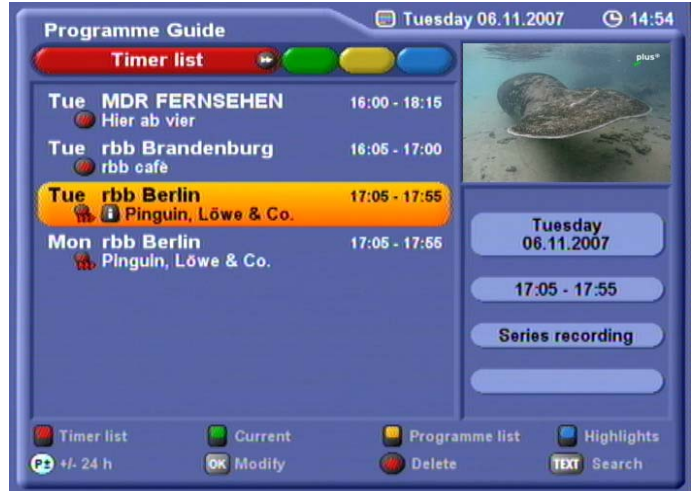 Programme Guide
Tuesday 06.11.2007
14:54
Timer list
plus*
Tue MDR FERNSEHEN 16:00 - 18:15
Hier ab vier
Tue rbb Brandenburg 16:05 - 17:00
rbb cafè
Tue rbb Berlin 17:05 - 17:55
Pinguin, Löwe & Co.
Mon rbb Berlin 17:05 - 17:55
Pinguin, Löwe & Co.
Tuesday
06.11.2007
17:05 - 17:55
Series recording
Timer list Current Programme list Highlights
P± +/- 24 h OK Modify Delete TEXT Search